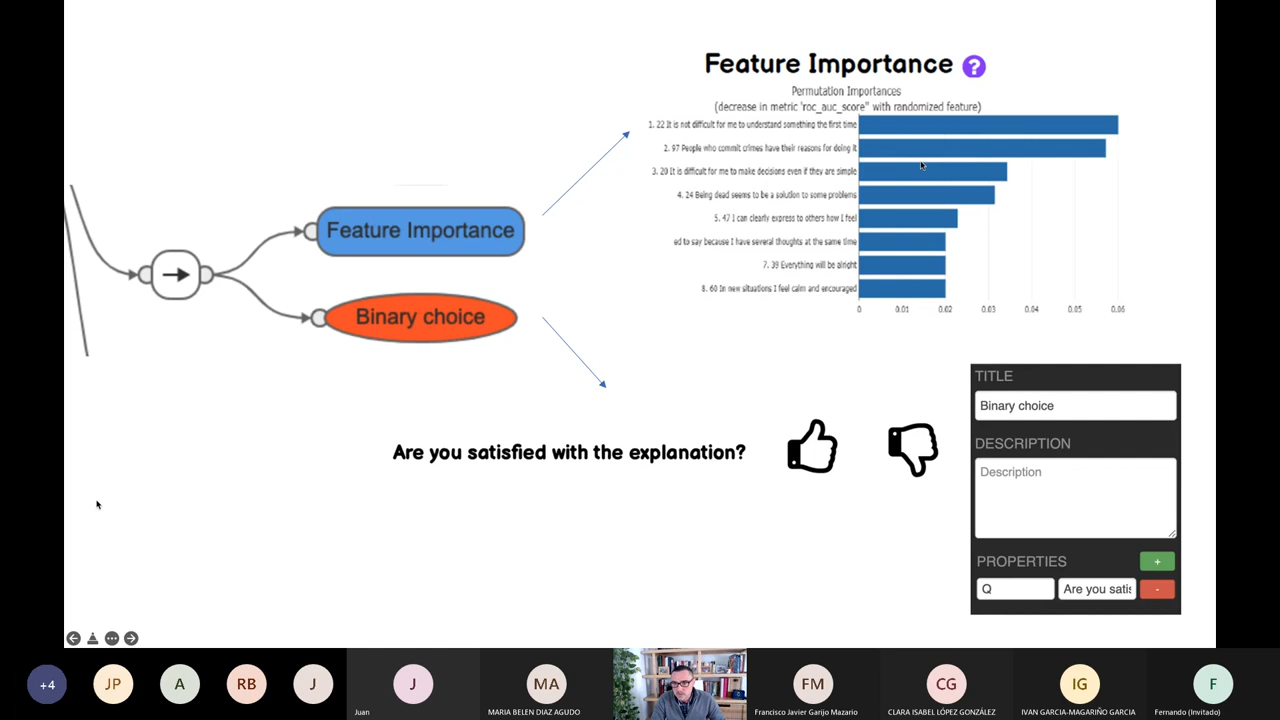 Feature Importance ?
Permutation Importances
(decrease in metric 'roc_auc_score" with randomized feature)
1. 22 It is not difficult for me to understand something the first time
2. 97 People who commit crimes have their reasons for doing it
3. 20 It is difficult for me to make decisions even if they are simple
4. 24 Being dead seems to be a solution to some problems
5. 47 I can clearly express to others how I feel
ed to say because I have several thoughts at the same time
7. 39 Everything will be alright
8. 60 In new situations I feel calm and encouraged
0 0.01 0.02 0.03 0.04 0.05 0.06
Feature Importance
Binary choice
Are you satisfied with the explanation?
TITLE
Binary choice
DESCRIPTION
Description
PROPERTIES +
Q Are you satis -
+4 JP A RB J J MA FM CG IG F
Juan MARIA BELEN DIAZ AGUDO Francisco Javier Garijo Mazario CLARA ISABEL LÓPEZ GONZÁLEZ IVAN GARCIA-MAGARIÑO GARCIA Fernando (Invitado)